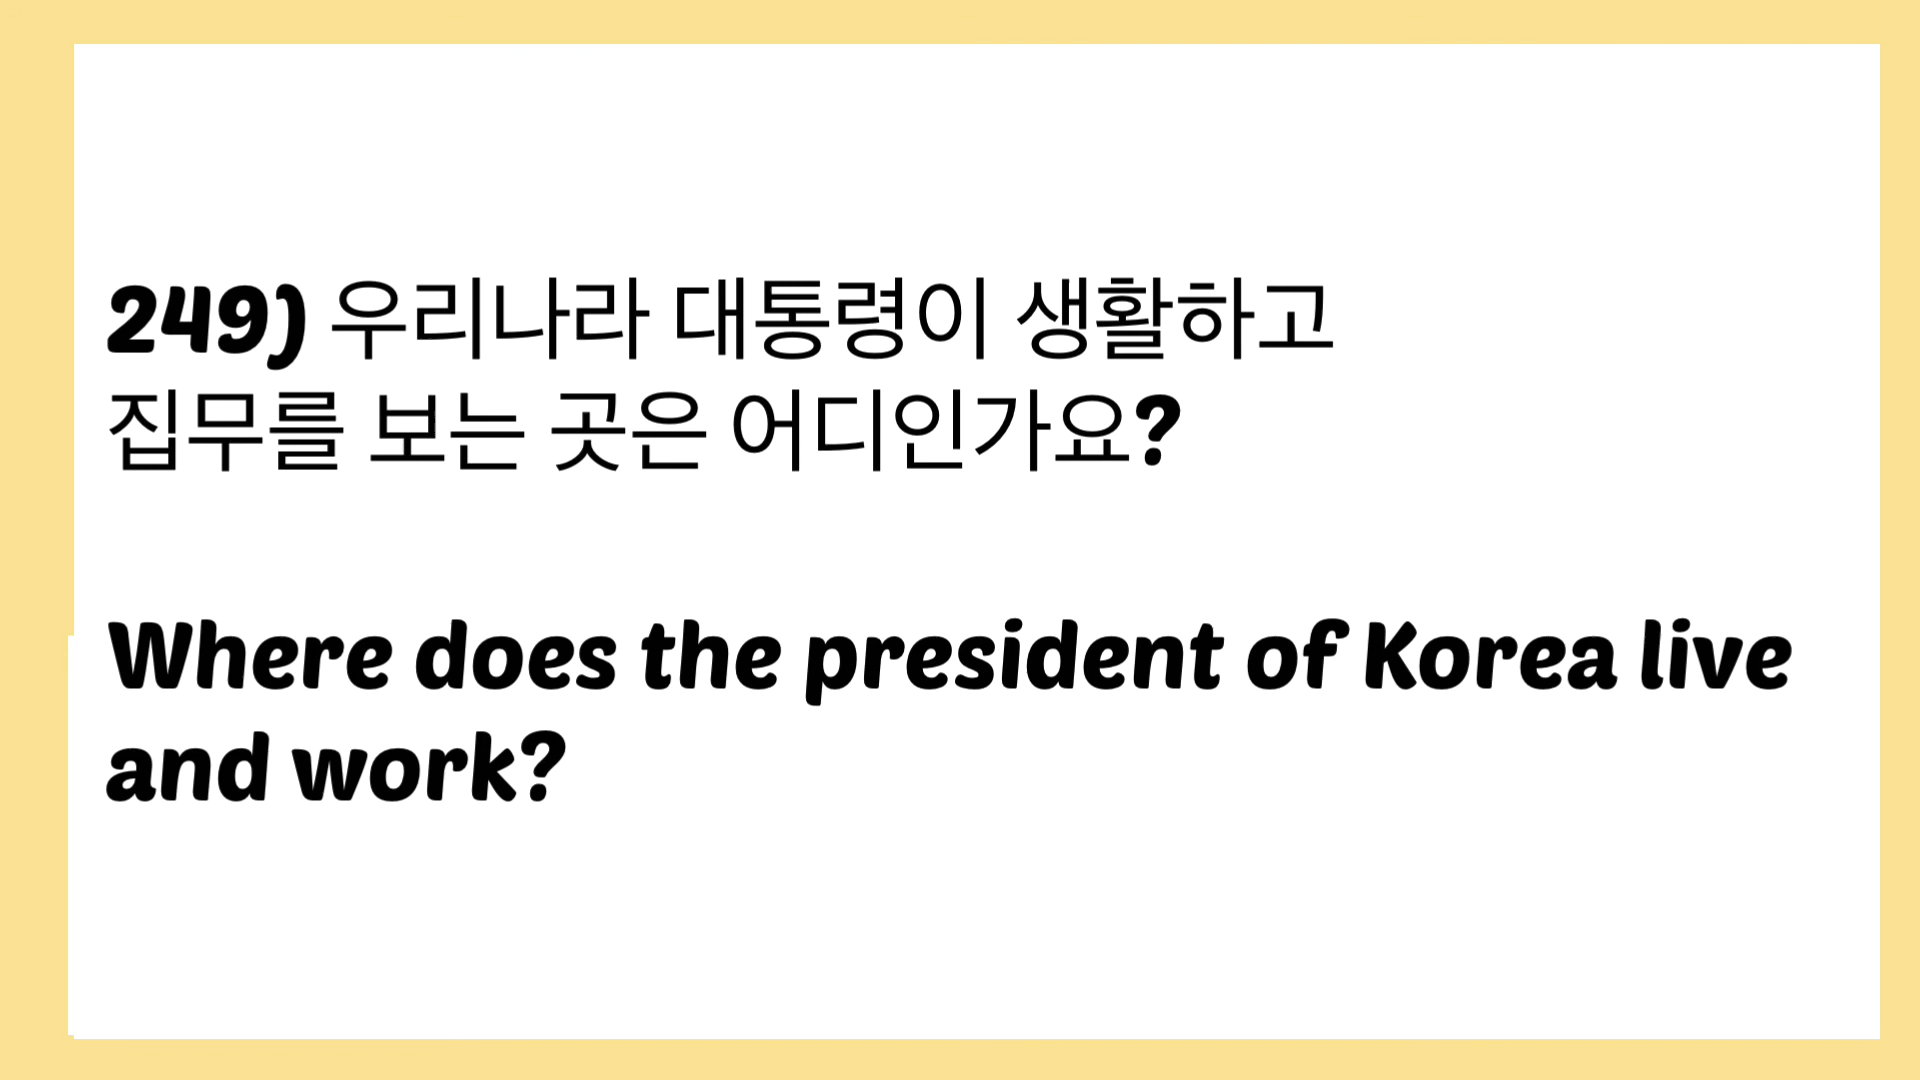 249) 우리나라 대통령이 생활하고
집무를 보는 곳은 어디인가요?
Where does the president of Korea live
and work?